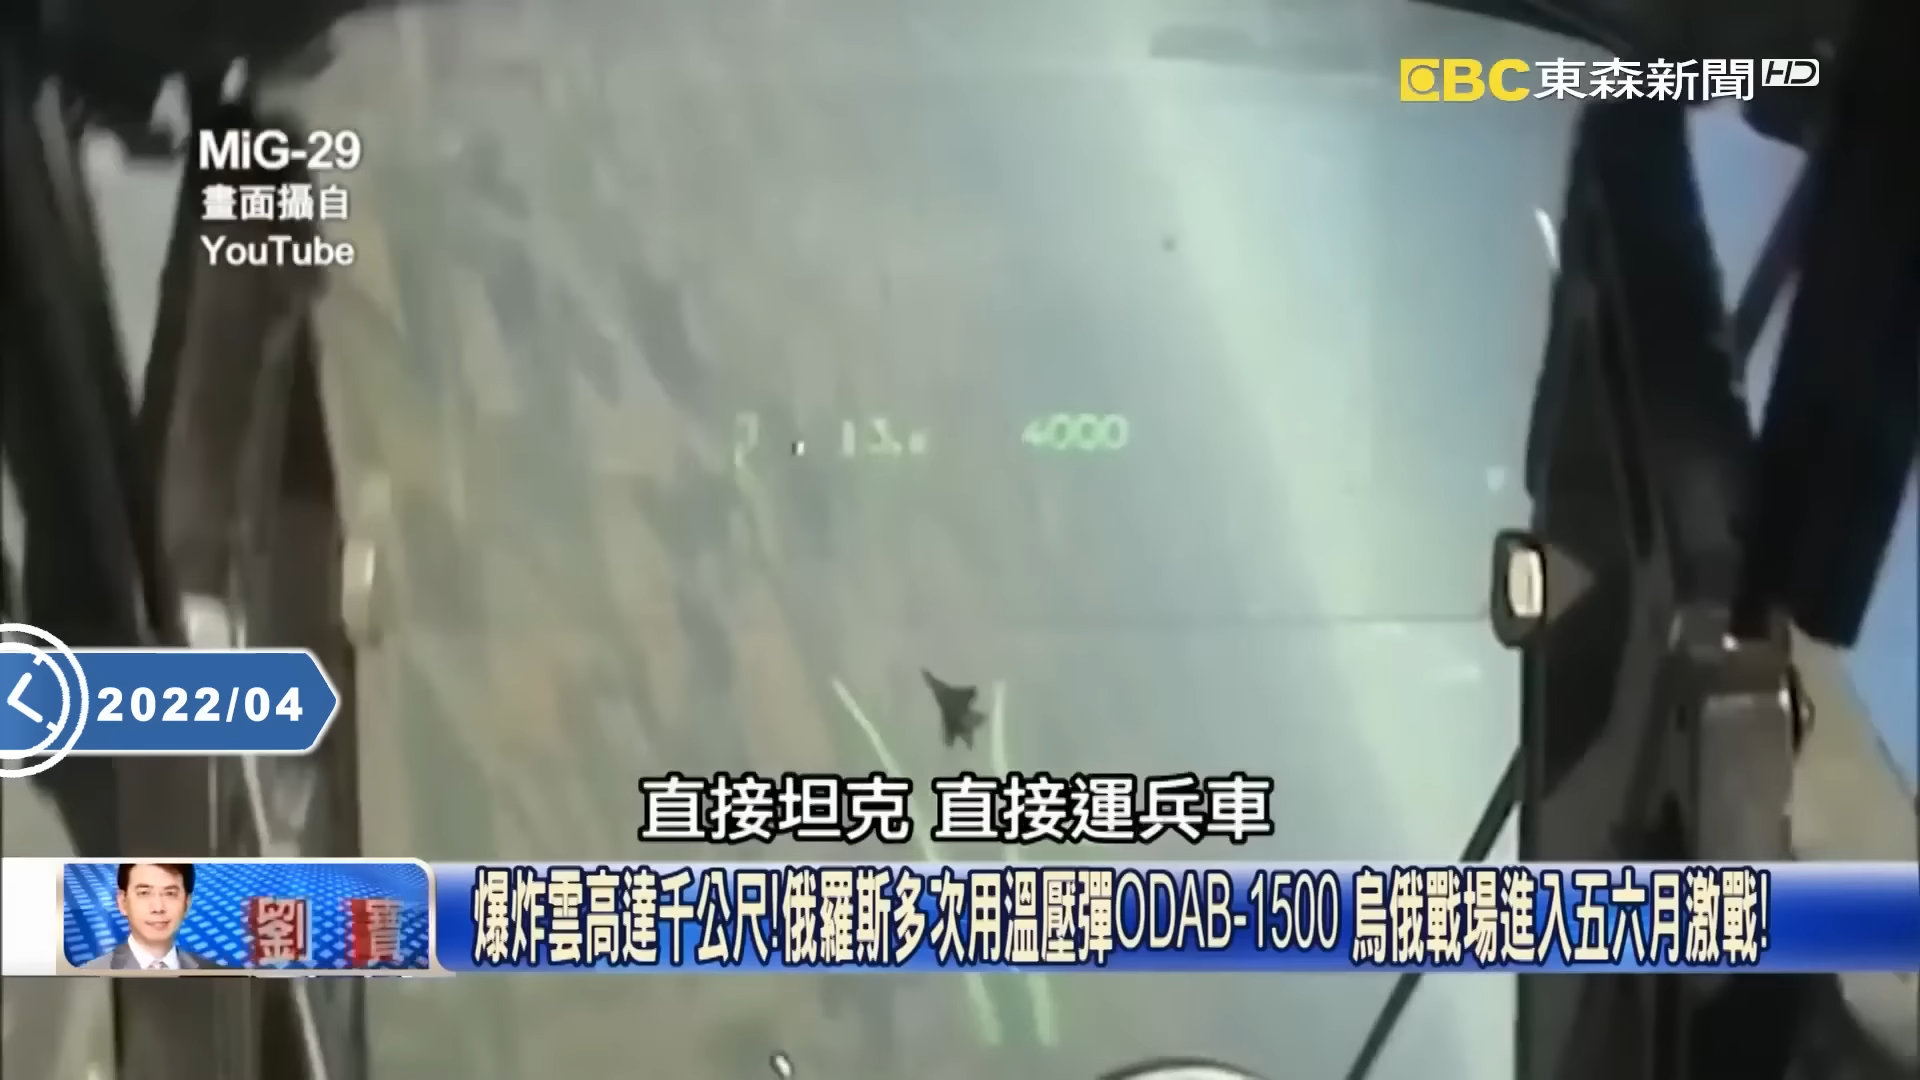 EBC東森新聞HD
MiG-29
畫面攝自
YouTube
4000
2022/04
直接坦克 直接運兵車
劉寶
爆炸雲高達千公尺!俄羅斯多次用溫壓彈ODAB-1500 烏俄戰場進入五六月激戰!